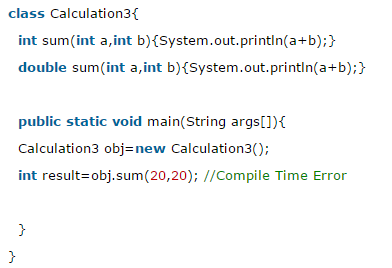 class Calculation3{
int sum(int a,int b){System.out.println(a+b);}
double sum(int a,int b){System.out.println(a+b);}
public static void main(String args[]){
Calculation3 obj=new Calculation3();
int result=obj.sum(20,20); //Compile Time Error
}
}